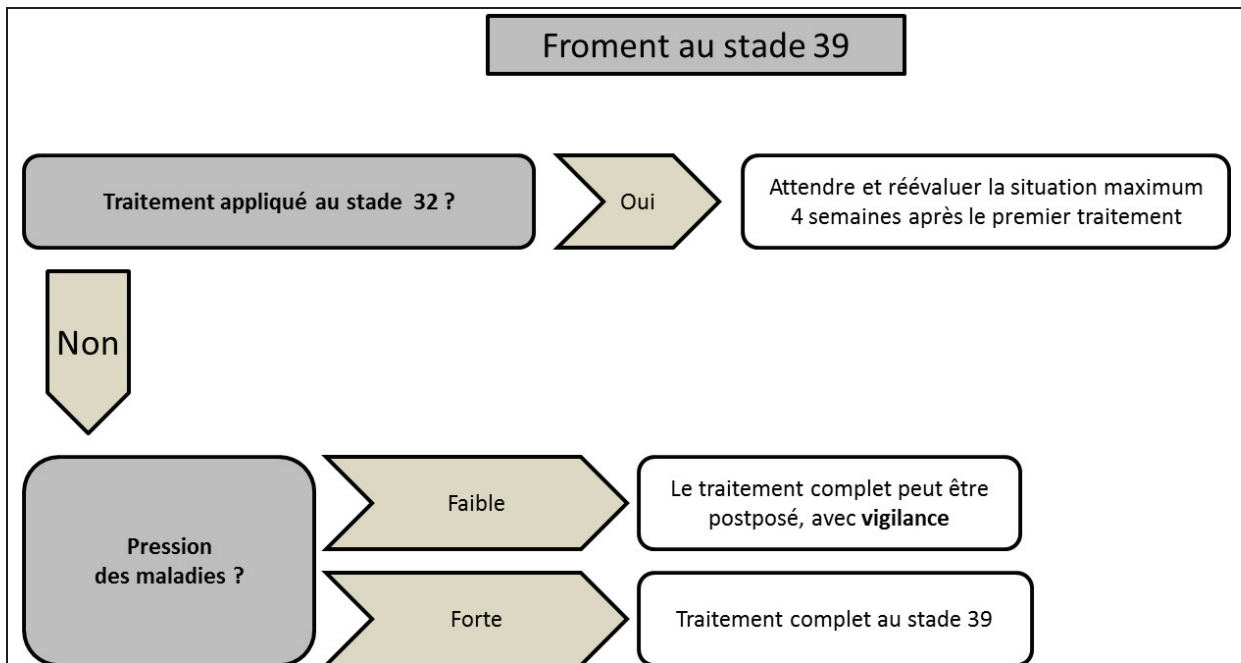 Froment au stade 39
Traitement appliqué au stade 32 ?
Oui
Attendre et réévaluer la situation maximum
4 semaines après le premier traitement
Non
Pression
des maladies ?
Faible
Le traitement complet peut être
postposé, avec vigilance
Forte
Traitement complet au stade 39